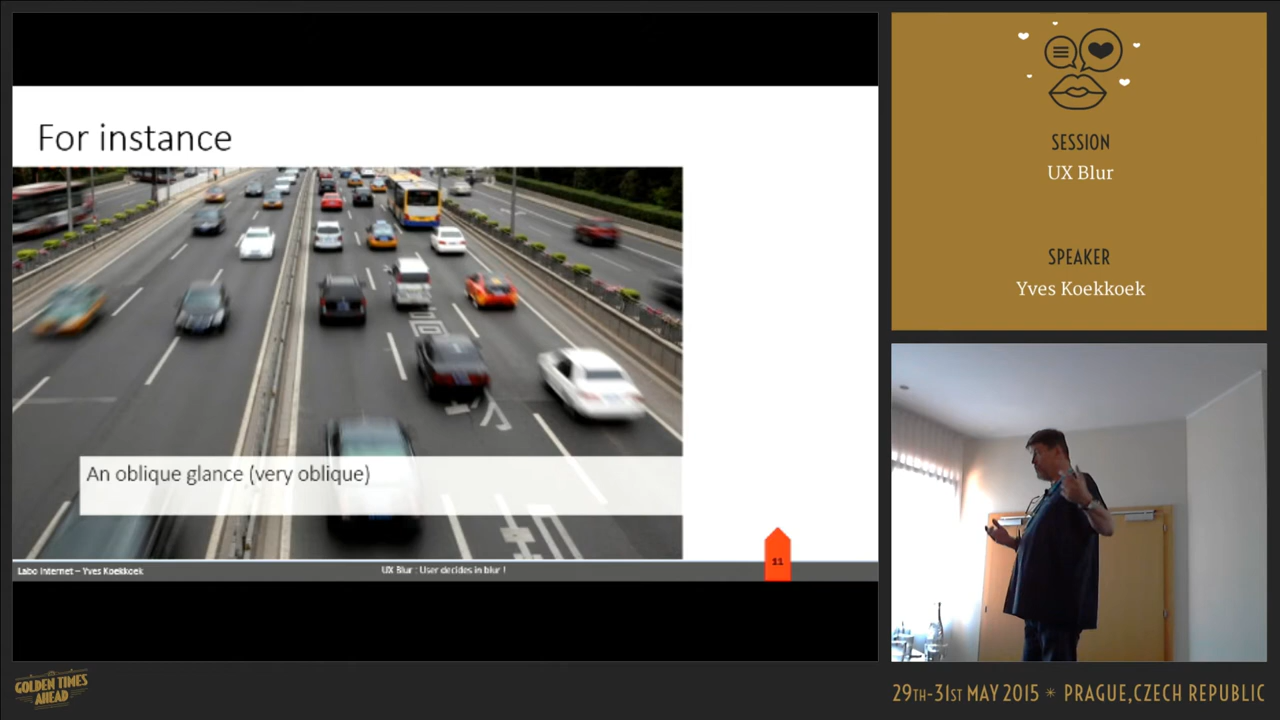 For instance
An oblique glance (very oblique)
Labo Internet – Yves Koekkoek
UX Blur : User decides in blur !
11
SESSION
UX Blur
SPEAKER
Yves Koekkoek
GOLDEN TIMES
AHEAD
29TH-31ST MAY 2015 * PRAGUE,CZECH REPUBLIC